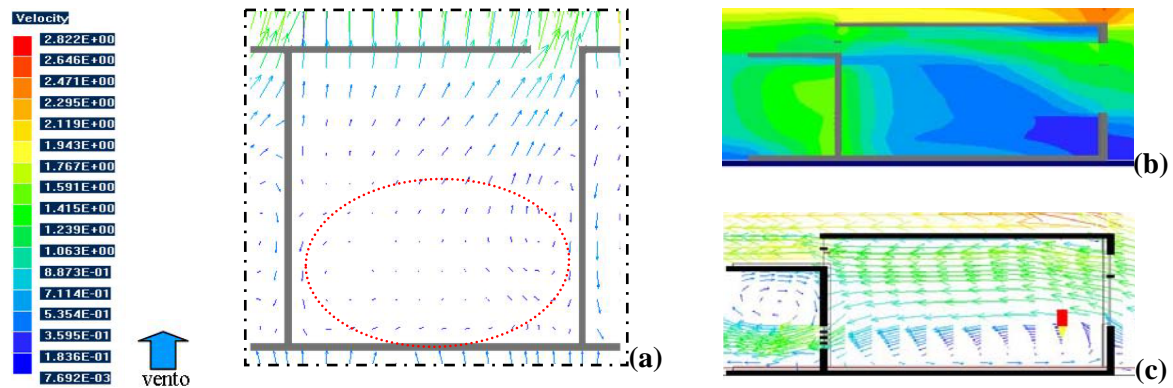 Velocity
2.822E+00
2.646E+00
2.471E+00
2.295E+00
2.119E+00
1.943E+00
1.767E+00
1.591E+00
1.415E+00
1.239E+00
1.063E+00
8.873E-01
7.114E-01
5.354E-01
3.595E-01
1.836E-01
7.692E-03
vento
(a)
(b)
(c)